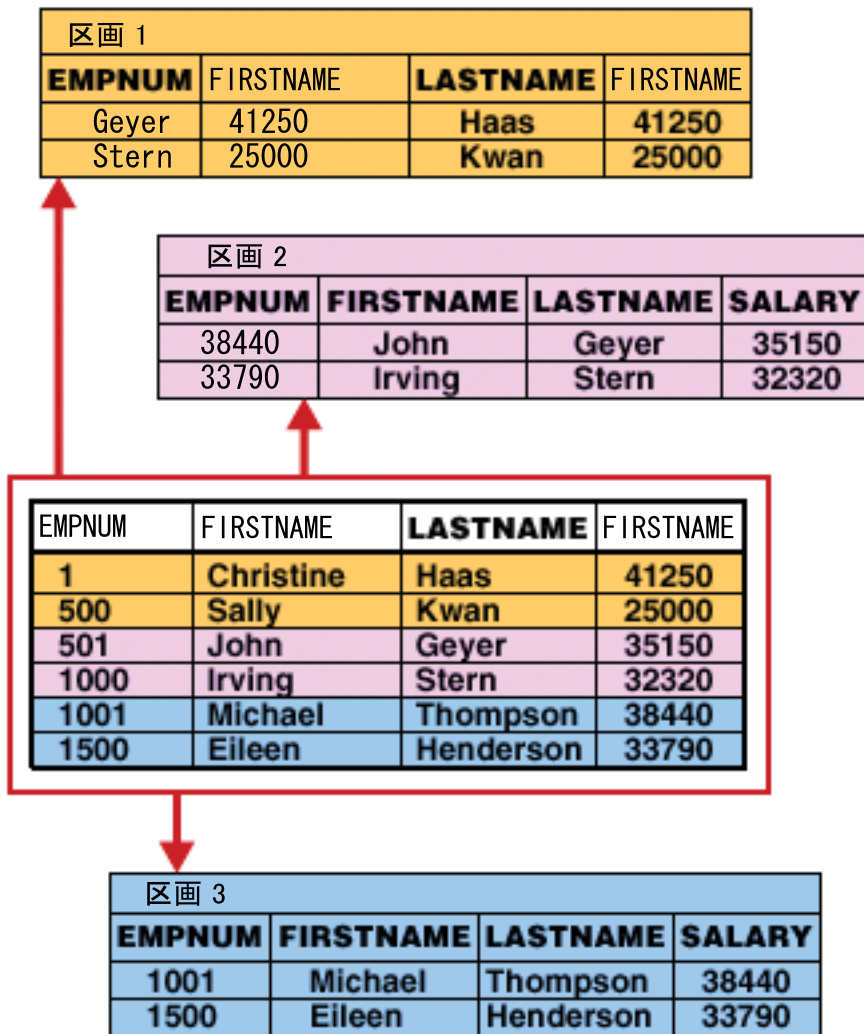 区画 1
EMPNUM FIRSTNAME LASTNAME FIRSTNAME
Geyer 41250 Haas 41250
Stern 25000 Kwan 25000
区画 2
EMPNUM FIRSTNAME LASTNAME SALARY
38440 John Geyer 35150
33790 Irving Stern 32320
EMPNUM FIRSTNAME LASTNAME FIRSTNAME
1 Christine Haas 41250
500 Sally Kwan 25000
501 John Geyer 35150
1000 Irving Stern 32320
1001 Michael Thompson 38440
1500 Eileen Henderson 33790
区画 3
EMPNUM FIRSTNAME LASTNAME SALARY
1001 Michael Thompson 38440
1500 Eileen Henderson 33790